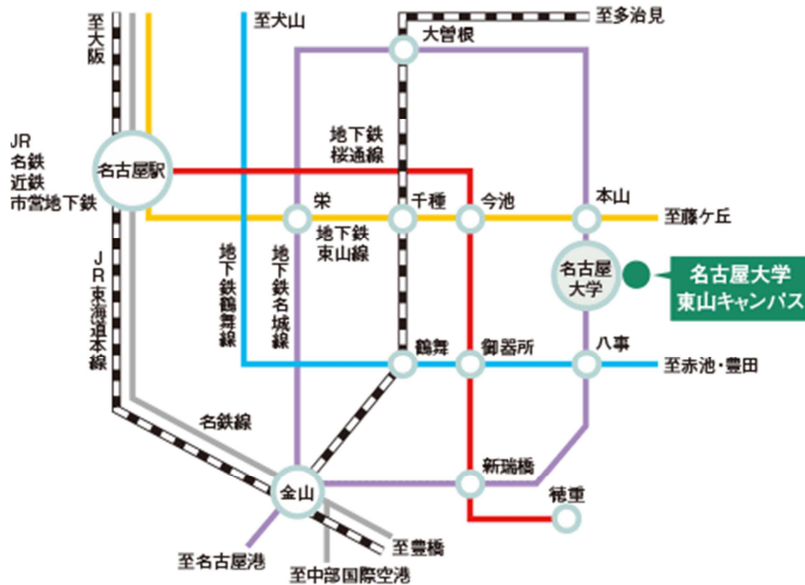 至大阪
至犬山
至多治見
大曽根
JR
名鉄
近鉄
市営地下鉄
名古屋駅
地下鉄
桜通線
栄
千種
今池
本山
至藤ケ丘
地下鉄
東山線
JR東海道本線
地下鉄鶴舞線
地下鉄名城線
名古屋
大学
名古屋大学
東山キャンパス
鶴舞
御器所
八事
至赤池・豊田
名鉄線
金山
新瑞橋
徳重
至名古屋港
至中部国際空港
至豊橋